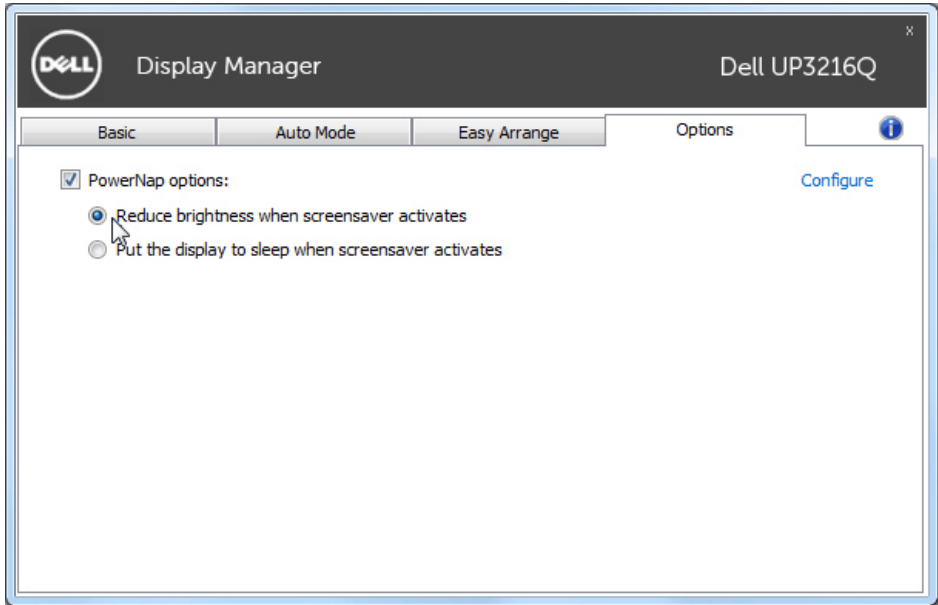 x
DELL Display Manager Dell UP3216Q
Basic Auto Mode Easy Arrange Options i
PowerNap options: Configure
Reduce brightness when screensaver activates
Put the display to sleep when screensaver activates